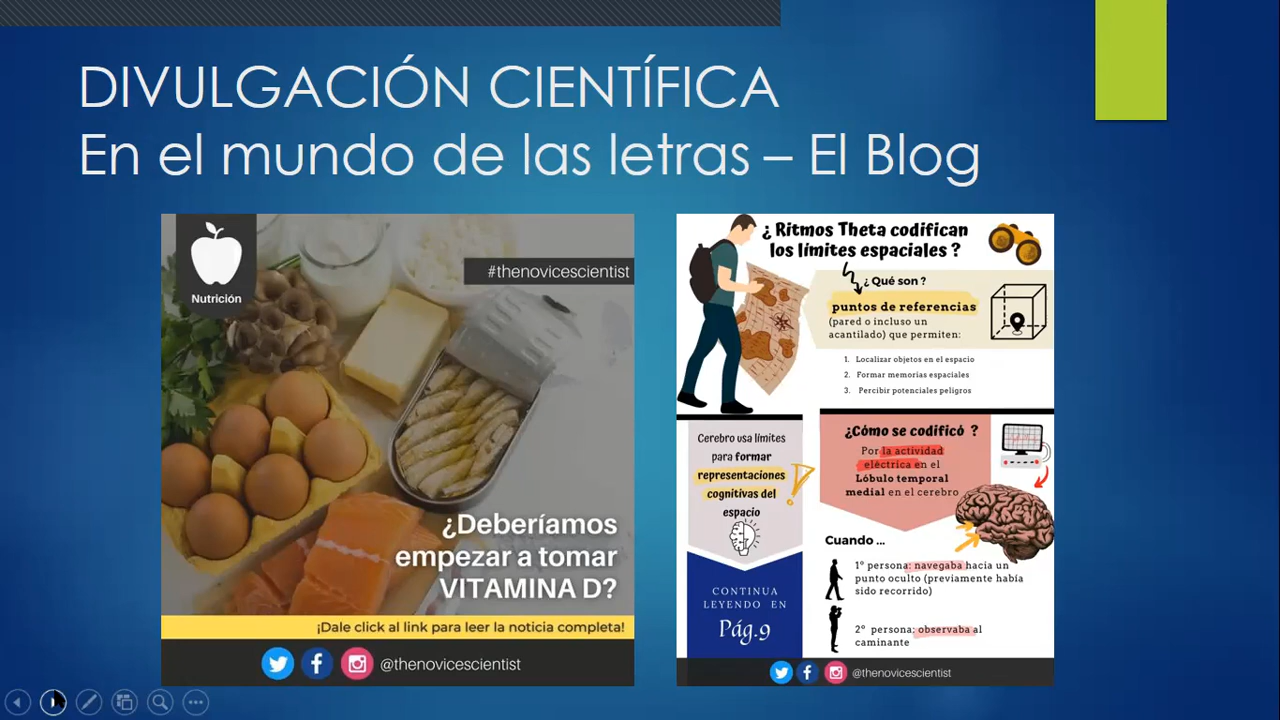 DIVULGACIÓN CIENTÍFICA
En el mundo de las letras – El Blog
Nutrición
#thenovicescientist
¿Deberíamos
empezar a tomar
VITAMINA D?
¡Dale click al link para leer la noticia completa!
@thenovicescientist
¿ Ritmos Theta codifican
los límites espaciales ?
¿ Qué son ?
puntos de referencias
(pared o incluso un
acantilado) que permiten:
1. Localizar objetos en el espacio
2. Formar memorias espaciales
3. Percibir potenciales peligros
Cerebro usa límites
para formar
representaciones
cognitivas del
espacio
!
CONTINUA
LEYENDO EN
Pág.9
¿Cómo se codificó ?
Por la actividad
eléctrica en el
Lóbulo temporal
medial en el cerebro
Cuando ...
1º persona: navegaba hacia un
punto oculto (previamente había
sido recorrido)
2º persona: observaba al
caminante
@thenovicescientist